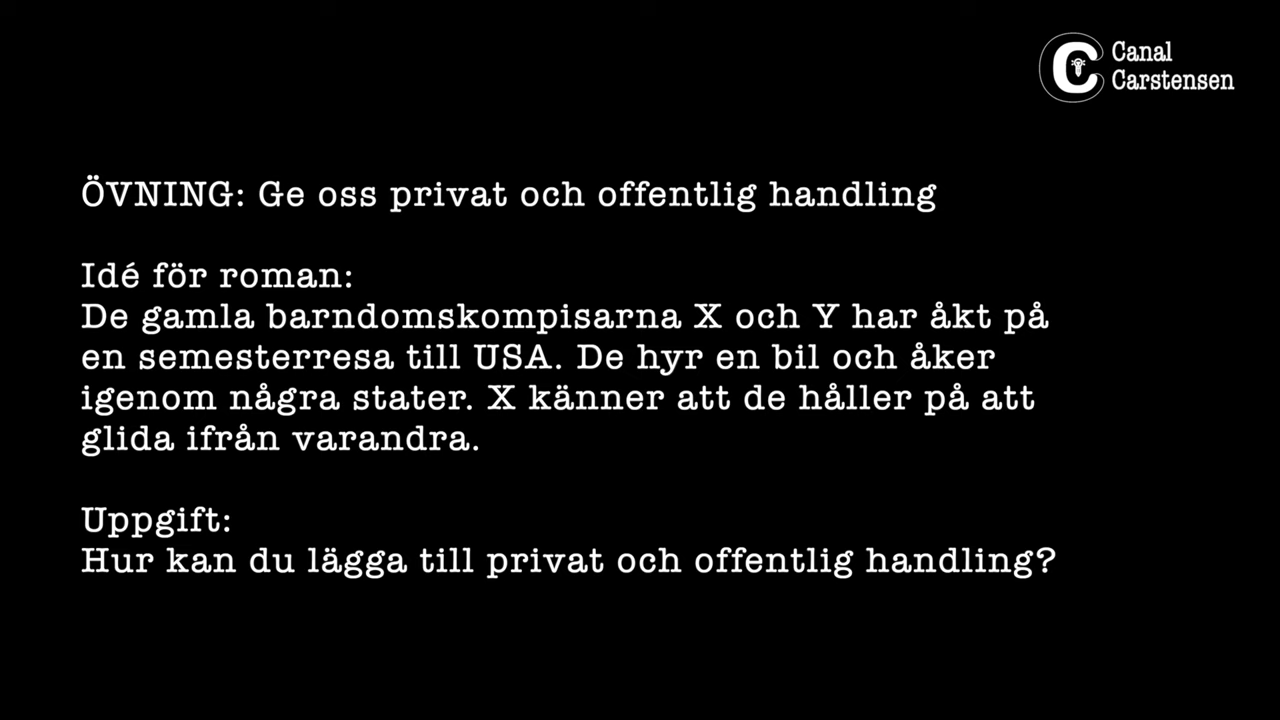 Canal
Carstensen
ÖVNING: Ge oss privat och offentlig handling
Idé för roman:
De gamla barndomskompisarna X och Y har åkt på
en semesterresa till USA. De hyr en bil och åker
igenom några stater. X känner att de håller på att
glida ifrån varandra.
Uppgift:
Hur kan du lägga till privat och offentlig handling?